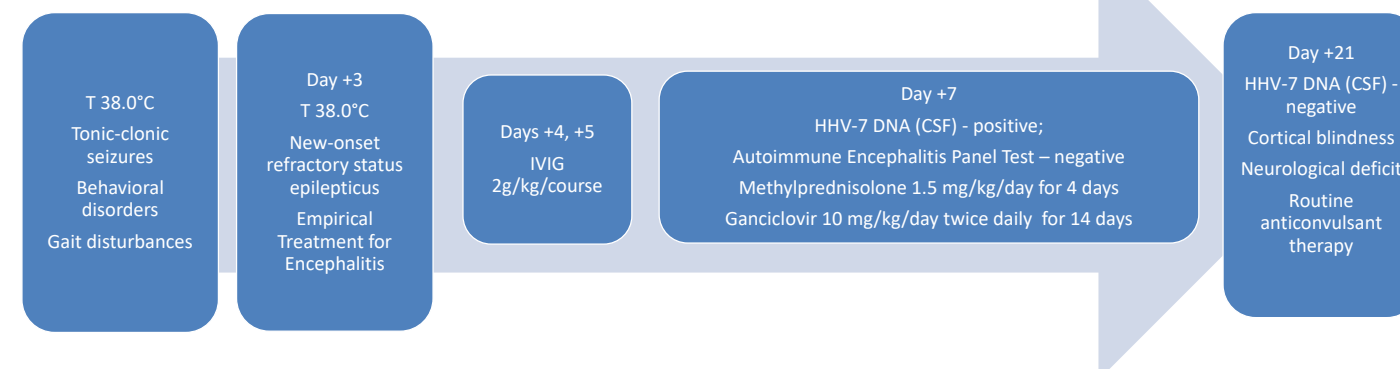 T 38.0°C
Tonic-clonic
seizures
Behavioral
disorders
Gait disturbances
Day +3
T 38.0°C
New-onset
refractory status
epilepticus
Empirical
Treatment for
Encephalitis
Days +4, +5
IVIG
2g/kg/course
Day +7
HHV-7 DNA (CSF) - positive;
Autoimmune Encephalitis Panel Test – negative
Methylprednisolone 1.5 mg/kg/day for 4 days
Ganciclovir 10 mg/kg/day twice daily for 14 days
Day +21
HHV-7 DNA (CSF) -
negative
Cortical blindness
Neurological deficit
Routine
anticonvulsant
therapy